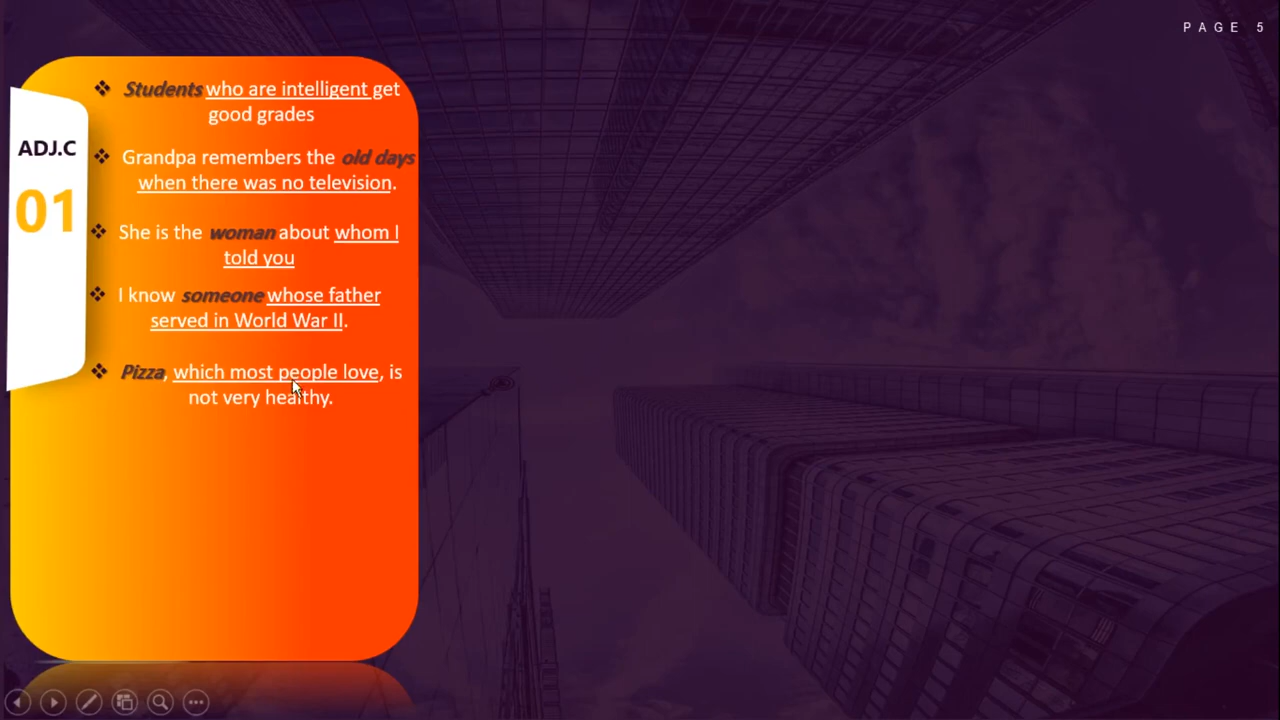 PAGE 5
ADJ.C
01
❖ Students who are intelligent get
good grades
❖ Grandpa remembers the old days
when there was no television.
❖ She is the woman about whom I
told you
❖ I know someone whose father
served in World War II.
❖ Pizza, which most people love, is
not very healthy.